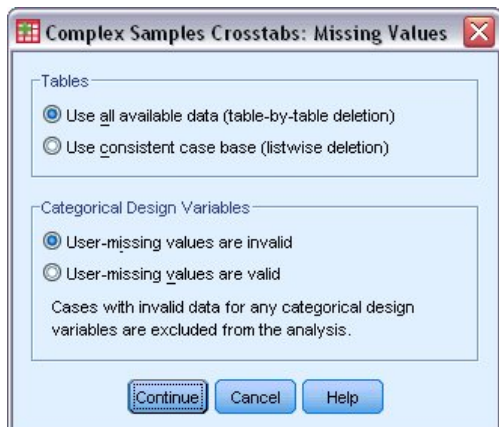 Complex Samples Crosstabs: Missing Values
Tables
Use all available data (table-by-table deletion)
Use consistent case base (listwise deletion)
Categorical Design Variables
User-missing values are invalid
User-missing values are valid
Cases with invalid data for any categorical design
variables are excluded from the analysis.
Continue
Cancel
Help